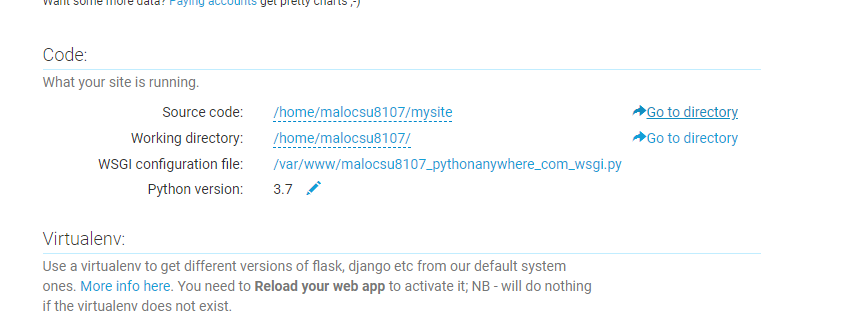 Want some more data? Paying accounts get pretty charts ;-)
Code:
What your site is running.
Source code: /home/malocsu8107/mysite Go to directory
Working directory: /home/malocsu8107/ Go to directory
WSGI configuration file: /var/www/malocsu8107_pythonanywhere_com_wsgi.py
Python version: 3.7
Virtualenv:
Use a virtualenv to get different versions of flask, django etc from our default system
ones. More info here. You need to Reload your web app to activate it; NB - will do nothing
if the virtualenv does not exist.